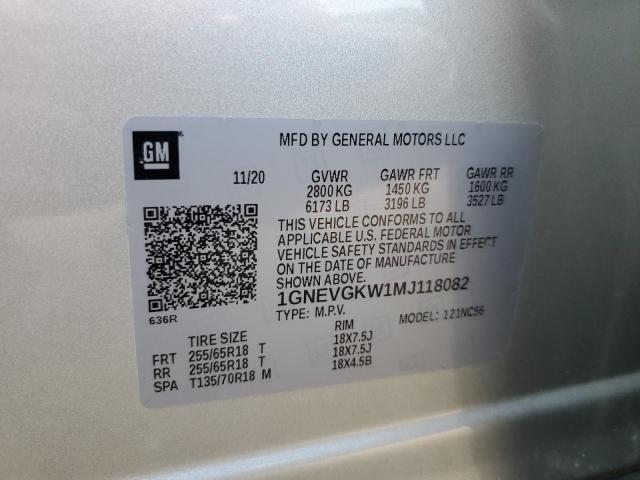 GM
MFD BY GENERAL MOTORS LLC
11/20 GVWR GAWR FRT GAWR RR
2800 KG 1450 KG 1600 KG
6173 LB 3196 LB 3527 LB
THIS VEHICLE CONFORMS TO ALL
APPLICABLE U.S. FEDERAL MOTOR
VEHICLE SAFETY STANDARDS IN EFFECT
ON THE DATE OF MANUFACTURE
SHOWN ABOVE.
1GNEVGKW1MJ118082
TYPE: M.P.V. MODEL: 121NC56
636R
TIRE SIZE RIM
FRT 255/65R18 T 18X7.5J
RR 255/65R18 T 18X7.5J
SPA T135/70R18 M 18X4.5B